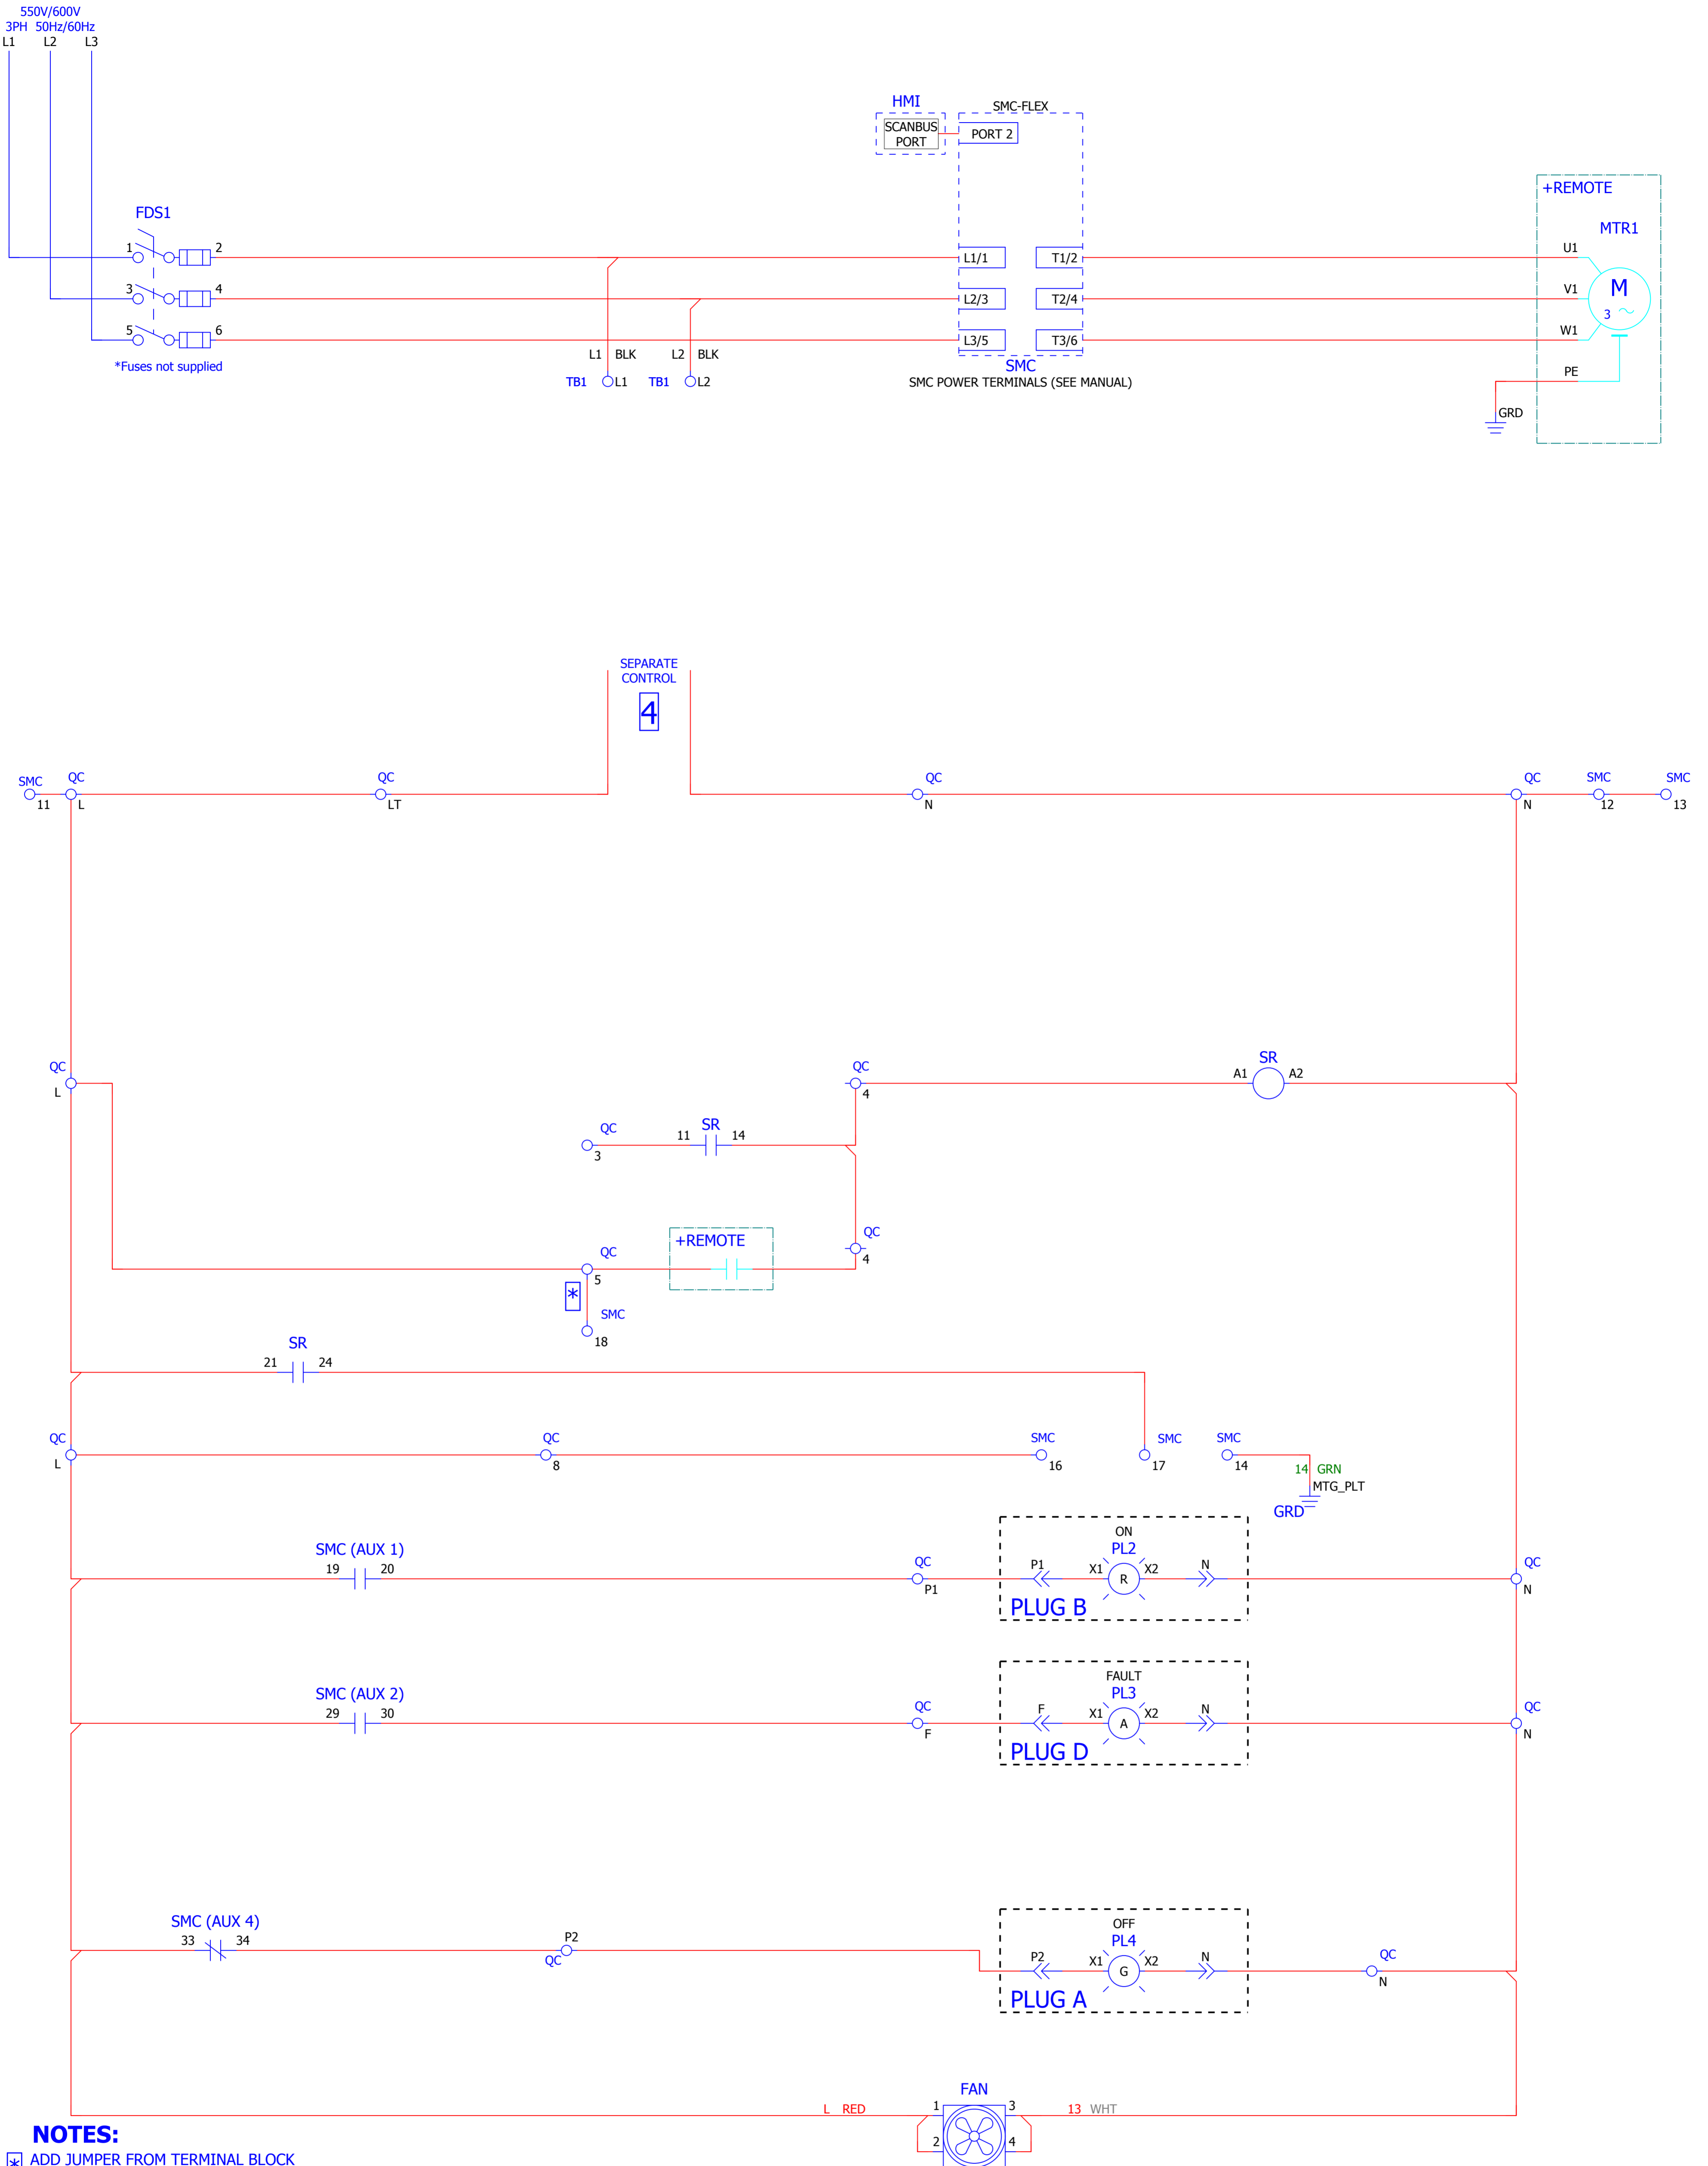 550V/600V
3PH 50Hz/60Hz
L1 L2 L3
HMI
SMC-FLEX
SCANBUS
PORT
PORT 2
+REMOTE
FDS1
MTR1
1 2 L1/1 T1/2 U1
3 4 L2/3 T2/4 V1 M
3 ~
5 6 L3/5 T3/6 W1
*Fuses not supplied
L1 BLK L2 BLK
SMC
PE
TB1 L1 TB1 L2
SMC POWER TERMINALS (SEE MANUAL)
GRD
SEPARATE
CONTROL
4
SMC QC QC QC QC SMC SMC
11 L LT N N 12 13
QC QC SR
L 4 A1 A2
QC 11 SR 14
3
+REMOTE QC
4
QC
5
*
SMC
18
SR
21 24
QC QC SMC SMC SMC
L 8 16 17 14
14 GRN
MTG_PLT
GRD
ON
SMC (AUX 1) PL2
19 20 QC P1 X1 R X2 N QC
P1 N
PLUG B
FAULT
SMC (AUX 2) PL3
29 30 QC F X1 A X2 N QC
F N
PLUG D
SMC (AUX 4) OFF
33 34 P2 PL4
QC P2 X1 G X2 N QC
N
PLUG A
FAN
L RED 1 3 13 WHT
2 4
NOTES:
* ADD JUMPER FROM TERMINAL BLOCK